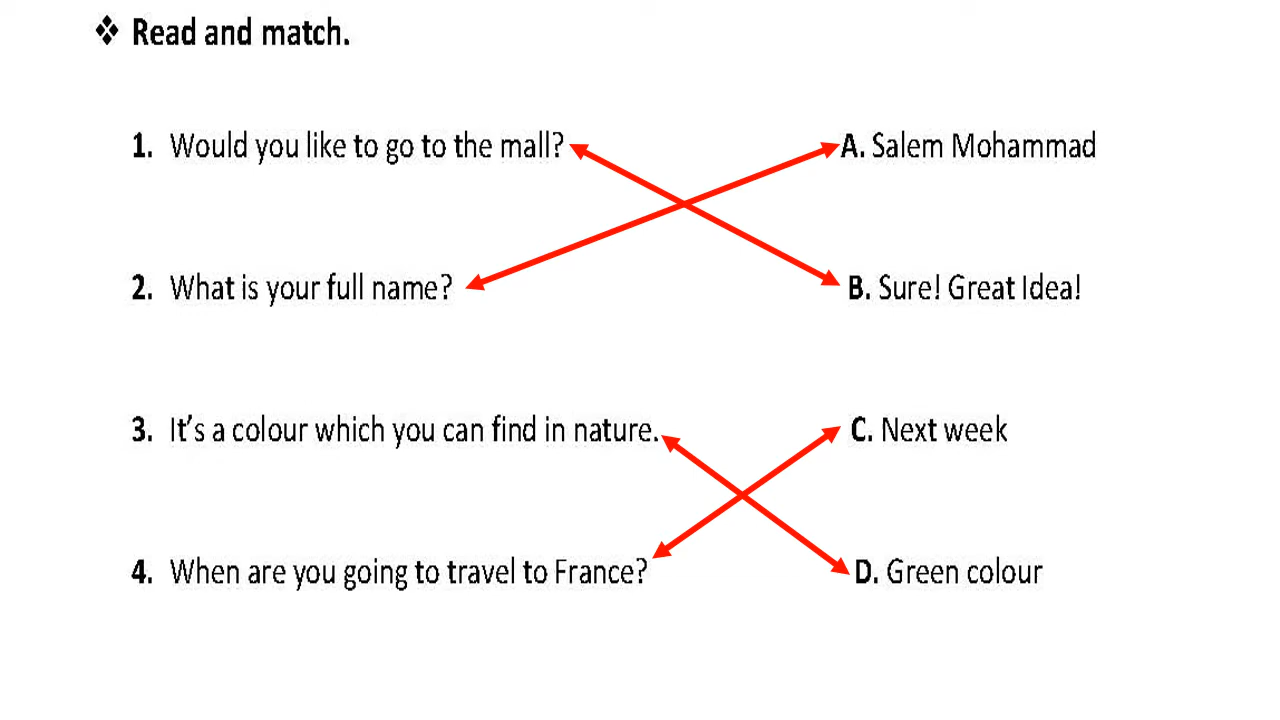 ❖ Read and match.
1. Would you like to go to the mall? A. Salem Mohammad
2. What is your full name? B. Sure! Great Idea!
3. It’s a colour which you can find in nature. C. Next week
4. When are you going to travel to France? D. Green colour